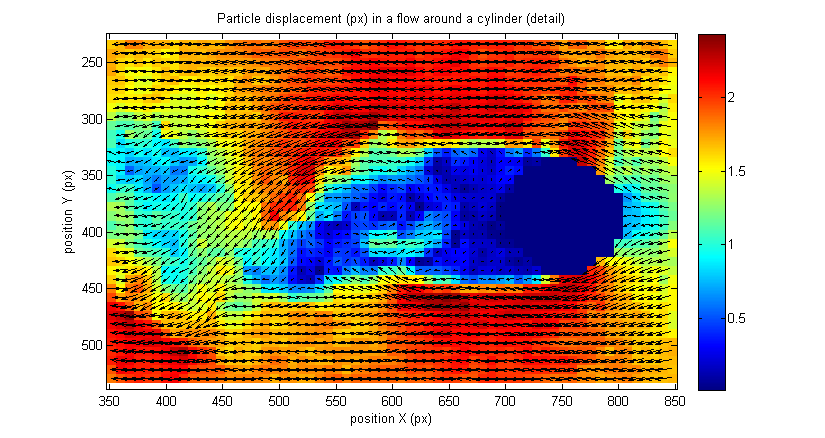 Particle displacement (px) in a flow around a cylinder (detail)
250
300
350
400
450
500
position Y (px)
350 400 450 500 550 600 650 700 750 800 850
position X (px)
2
1.5
1
0.5